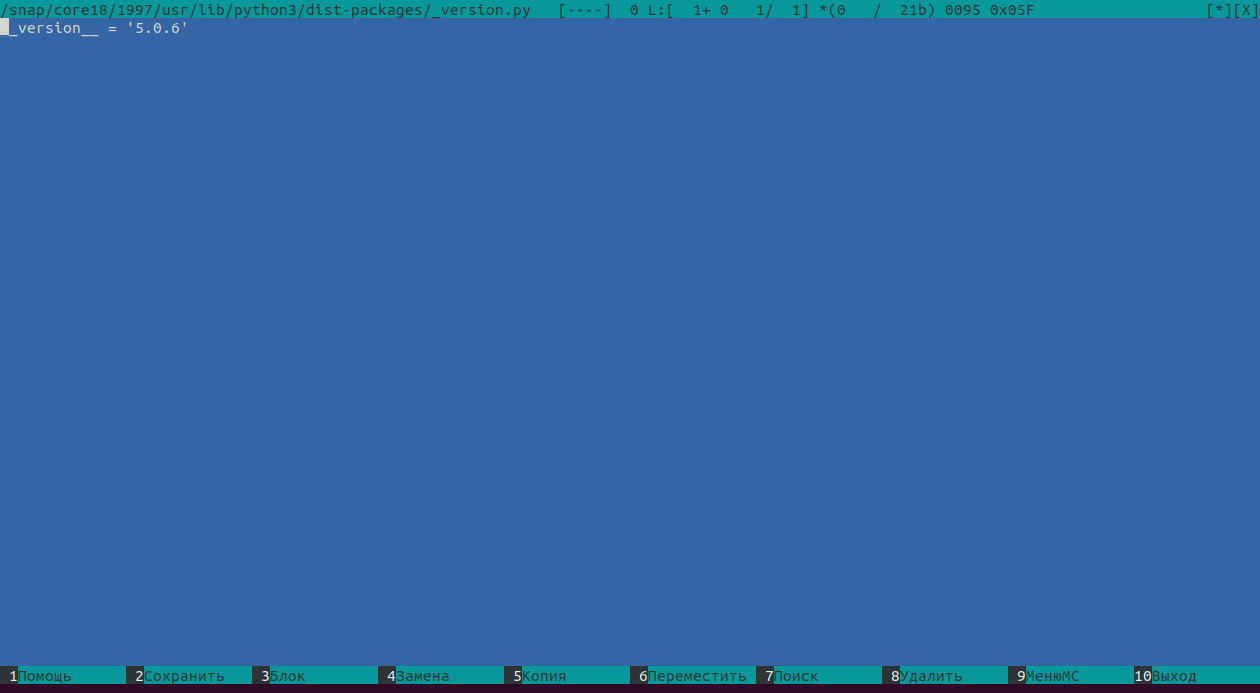 /snap/core18/1997/usr/lib/python3/dist-packages/_version.py   [----]  0 L:[  1+ 0   1/  1] *(0   /  21b) 0095 0x05F                   [*][X]
__version__ = '5.0.6'
1Помощь 2Сохранить 3Блок 4Замена 5Копия 6Переместить 7Поиск 8Удалить 9МенюMC 10Выход